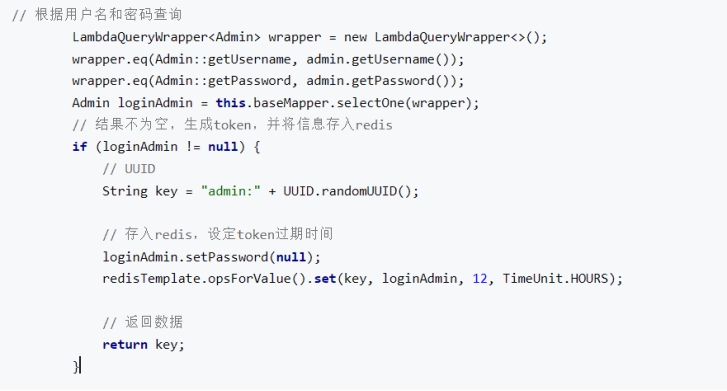 // 根据用户名和密码查询
LambdaQueryWrapper<Admin> wrapper = new LambdaQueryWrapper<>();
wrapper.eq(Admin::getUsername, admin.getUsername());
wrapper.eq(Admin::getPassword, admin.getPassword());
Admin loginAdmin = this.baseMapper.selectOne(wrapper);
// 结果不为空，生成token，并将信息存入redis
if (loginAdmin != null) {
// UUID
String key = "admin:" + UUID.randomUUID();
// 存入redis，设定token过期时间
loginAdmin.setPassword(null);
redisTemplate.opsForValue().set(key, loginAdmin, 12, TimeUnit.HOURS);
// 返回数据
return key;
}